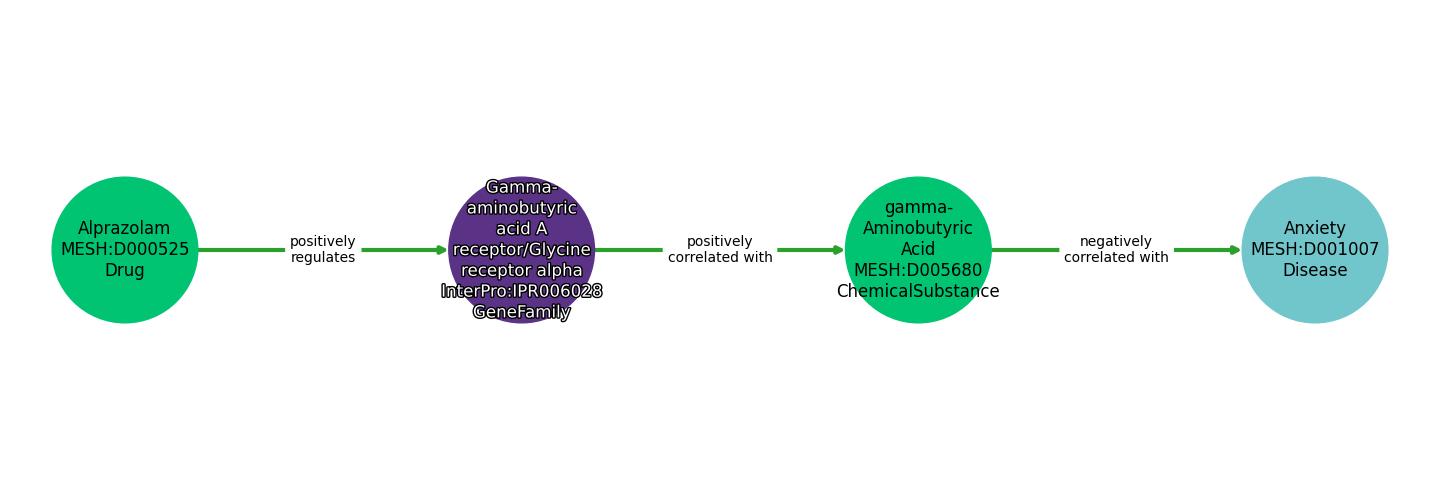 Alprazolam
MESH:D000525
Drug
positively
regulates
Gamma-
aminobutyric
acid A
receptor/Glycine
receptor alpha
InterPro:IPR006028
GeneFamily
positively
correlated with
gamma-
Aminobutyric
Acid
MESH:D005680
ChemicalSubstance
negatively
correlated with
Anxiety
MESH:D001007
Disease